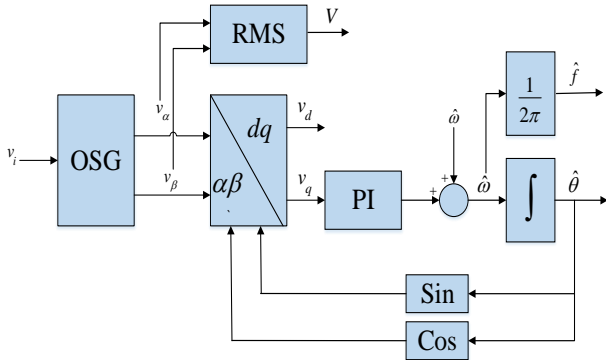 RMS
V
v_α
v_i
OSG
v_β
dq
αβ
v_d
v_q
PI
ω̂
+
+
ω̂
1
2π
f̂
∫
θ̂
Sin
Cos